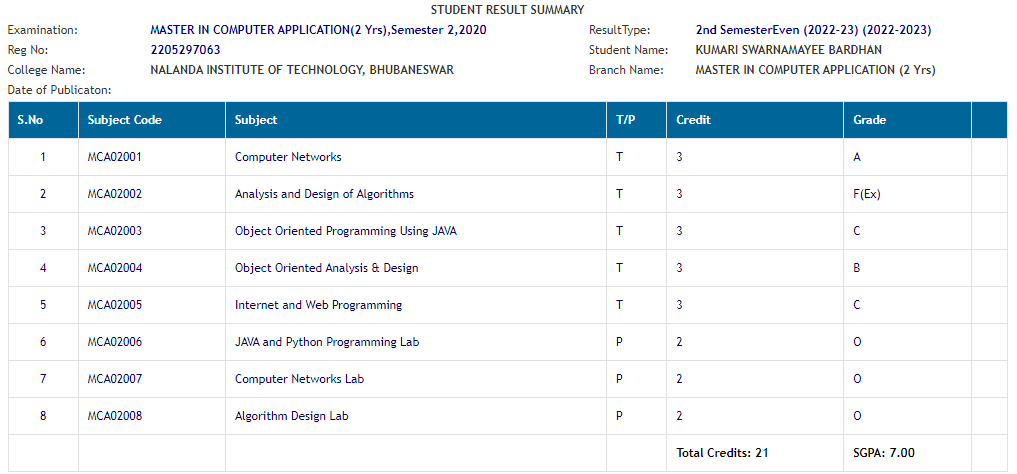 STUDENT RESULT SUMMARY
Examination: MASTER IN COMPUTER APPLICATION(2 Yrs),Semester 2,2020 ResultType: 2nd SemesterEven (2022-23) (2022-2023)
Reg No: 2205297063 Student Name: KUMARI SWARNAMAYEE BARDHAN
College Name: NALANDA INSTITUTE OF TECHNOLOGY, BHUBANESWAR Branch Name: MASTER IN COMPUTER APPLICATION (2 Yrs)
Date of Publicaton:
S.No Subject Code Subject T/P Credit Grade
1 MCA02001 Computer Networks T 3 A
2 MCA02002 Analysis and Design of Algorithms T 3 F(Ex)
3 MCA02003 Object Oriented Programming Using JAVA T 3 C
4 MCA02004 Object Oriented Analysis & Design T 3 B
5 MCA02005 Internet and Web Programming T 3 C
6 MCA02006 JAVA and Python Programming Lab P 2 O
7 MCA02007 Computer Networks Lab P 2 O
8 MCA02008 Algorithm Design Lab P 2 O
Total Credits: 21 SGPA: 7.00